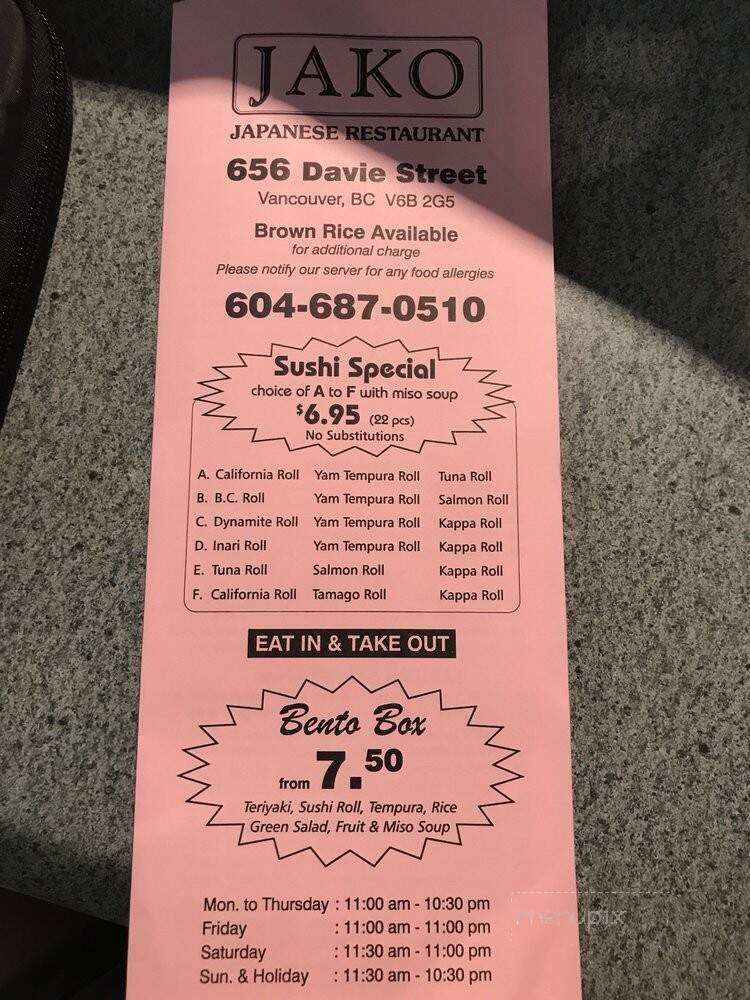 JAKO
JAPANESE RESTAURANT
656 Davie Street
Vancouver, BC V6B 2G5
Brown Rice Available
for additional charge
Please notify our server for any food allergies
604-687-0510
Sushi Special
choice of A to F with miso soup
$6.95 (22 pcs)
No Substitutions
A. California Roll Yam Tempura Roll Tuna Roll
B. B.C. Roll Yam Tempura Roll Salmon Roll
C. Dynamite Roll Yam Tempura Roll Kappa Roll
D. Inari Roll Yam Tempura Roll Kappa Roll
E. Tuna Roll Salmon Roll Kappa Roll
F. California Roll Tamago Roll Kappa Roll
EAT IN & TAKE OUT
Bento Box
from 7.50
Teriyaki, Sushi Roll, Tempura, Rice
Green Salad, Fruit & Miso Soup
Mon. to Thursday : 11:00 am - 10:30 pm
Friday : 11:00 am - 11:00 pm
Saturday : 11:30 am - 11:00 pm
Sun. & Holiday : 11:30 am - 10:30 pm
menupix